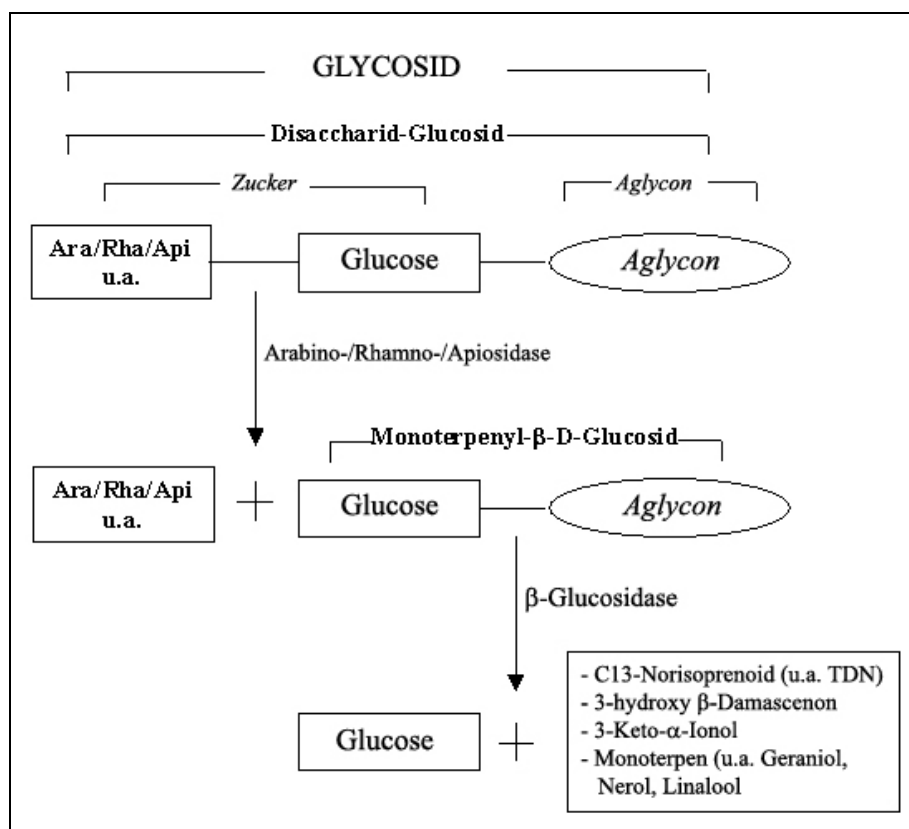 GLYCOSID
Disaccharid-Glucosid
Zucker
Aglycon
Ara/Rha/Api
u.a.
Glucose
Aglycon
Arabino-/Rhamno-/Apiosidase
Monoterpenyl-β-D-Glucosid
Ara/Rha/Api
u.a.
+
Glucose
Aglycon
β-Glucosidase
Glucose
+
- C13-Norisoprenoid (u.a. TDN)
- 3-hydroxy β-Damascenon
- 3-Keto-α-Ionol
- Monoterpen (u.a. Geraniol,
Nerol, Linalool